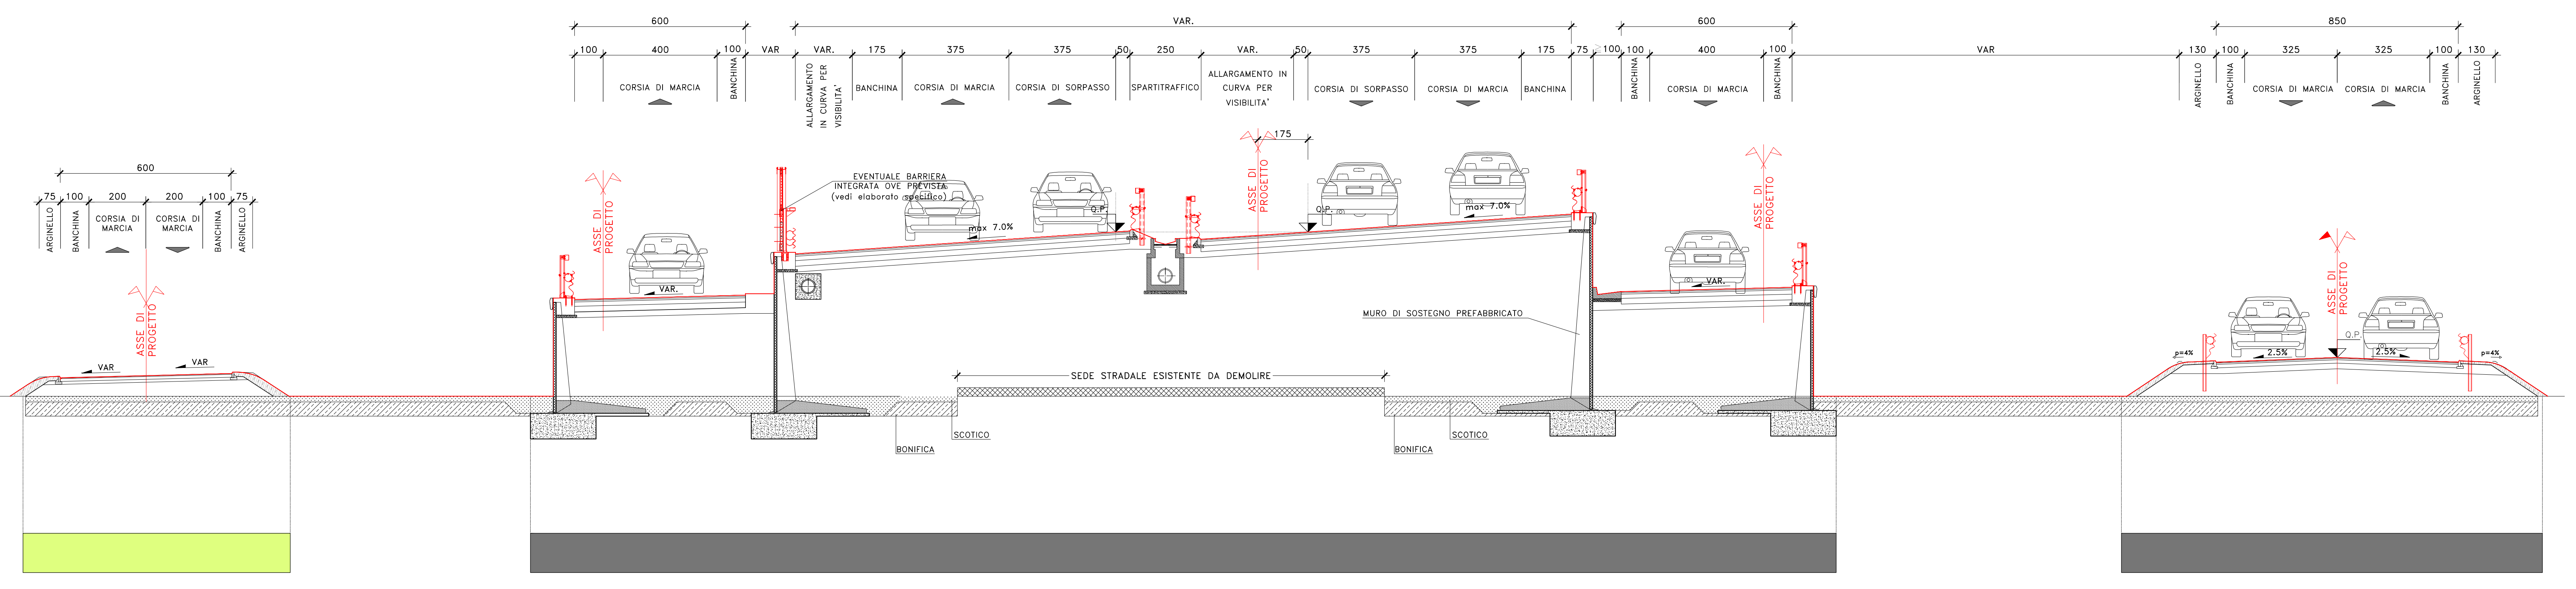 600
VAR.
600
850
100
400
100
VAR
VAR.
175
375
375
50
250
VAR.
50
375
375
175
75
100
100
400
100
VAR
130
100
325
325
100
130
CORSIA DI MARCIA
BANCHINA
ALLARGAMENTO
IN CURVA PER
VISIBILITA'
BANCHINA
CORSIA DI MARCIA
CORSIA DI SORPASSO
SPARTITRAFFICO
ALLARGAMENTO IN
CURVA PER
VISIBILITA'
CORSIA DI SORPASSO
CORSIA DI MARCIA
BANCHINA
BANCHINA
CORSIA DI MARCIA
BANCHINA
ARGINELLO
BANCHINA
CORSIA DI MARCIA
CORSIA DI MARCIA
BANCHINA
ARGINELLO
175
600
75
100
200
200
100
75
ARGINELLO
BANCHINA
CORSIA DI
MARCIA
CORSIA DI
MARCIA
BANCHINA
ARGINELLO
EVENTUALE BARRIERA
INTEGRATA OVE PREVISTA
(vedi elaborato specifico)
ASSE DI
PROGETTO
ASSE DI
PROGETTO
ASSE DI
PROGETTO
ASSE DI
PROGETTO
ASSE DI
PROGETTO
Q.P.
Q.P.
max 7.0%
max 7.0%
VAR.
VAR.
MURO DI SOSTEGNO PREFABBRICATO
Q.P.
VAR
VAR
p=4%
2.5%
2.5%
p=4%
SEDE STRADALE ESISTENTE DA DEMOLIRE
SCOTICO
BONIFICA
SCOTICO
BONIFICA